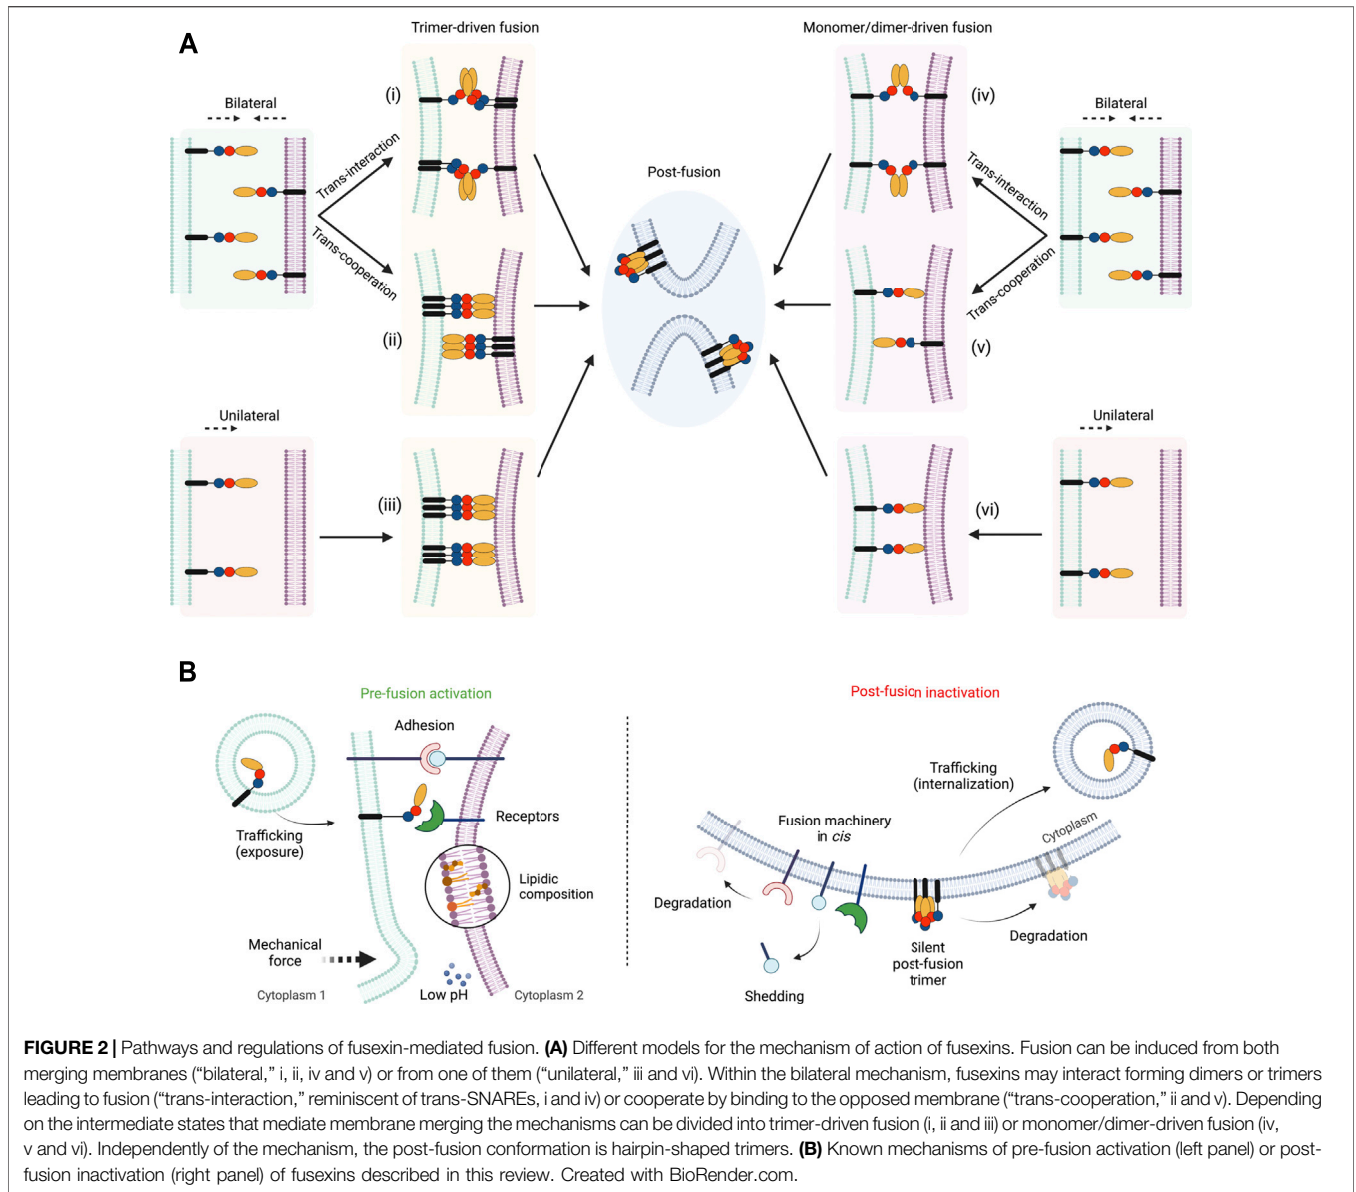 A
Trimer-driven fusion
Monomer/dimer-driven fusion
Bilateral
(i)
Trans-interaction
Trans-cooperation
(ii)
Post-fusion
(iv)
Bilateral
Trans-interaction
Trans-cooperation
(v)
Unilateral
(iii)
(vi)
Unilateral
B
Pre-fusion activation
Adhesion
Trafficking
(exposure)
Receptors
Lipidic
composition
Mechanical
force
Cytoplasm 1
Low pH
Cytoplasm 2
Post-fusion inactivation
Trafficking
(internalization)
Fusion machinery
in cis
Cytoplasm
Degradation
Shedding
Silent
post-fusion
trimer
Degradation
FIGURE 2 | Pathways and regulations of fusexin-mediated fusion. (A) Different models for the mechanism of action of fusexins. Fusion can be induced from both
merging membranes (“bilateral,” i, ii, iv and v) or from one of them (“unilateral,” iii and vi). Within the bilateral mechanism, fusexins may interact forming dimers or trimers
leading to fusion (“trans-interaction,” reminiscent of trans-SNAREs, i and iv) or cooperate by binding to the opposed membrane (“trans-cooperation,” ii and v). Depending
on the intermediate states that mediate membrane merging the mechanisms can be divided into trimer-driven fusion (i, ii and iii) or monomer/dimer-driven fusion (iv,
v and vi). Independently of the mechanism, the post-fusion conformation is hairpin-shaped trimers. (B) Known mechanisms of pre-fusion activation (left panel) or post-
fusion inactivation (right panel) of fusexins described in this review. Created with BioRender.com.